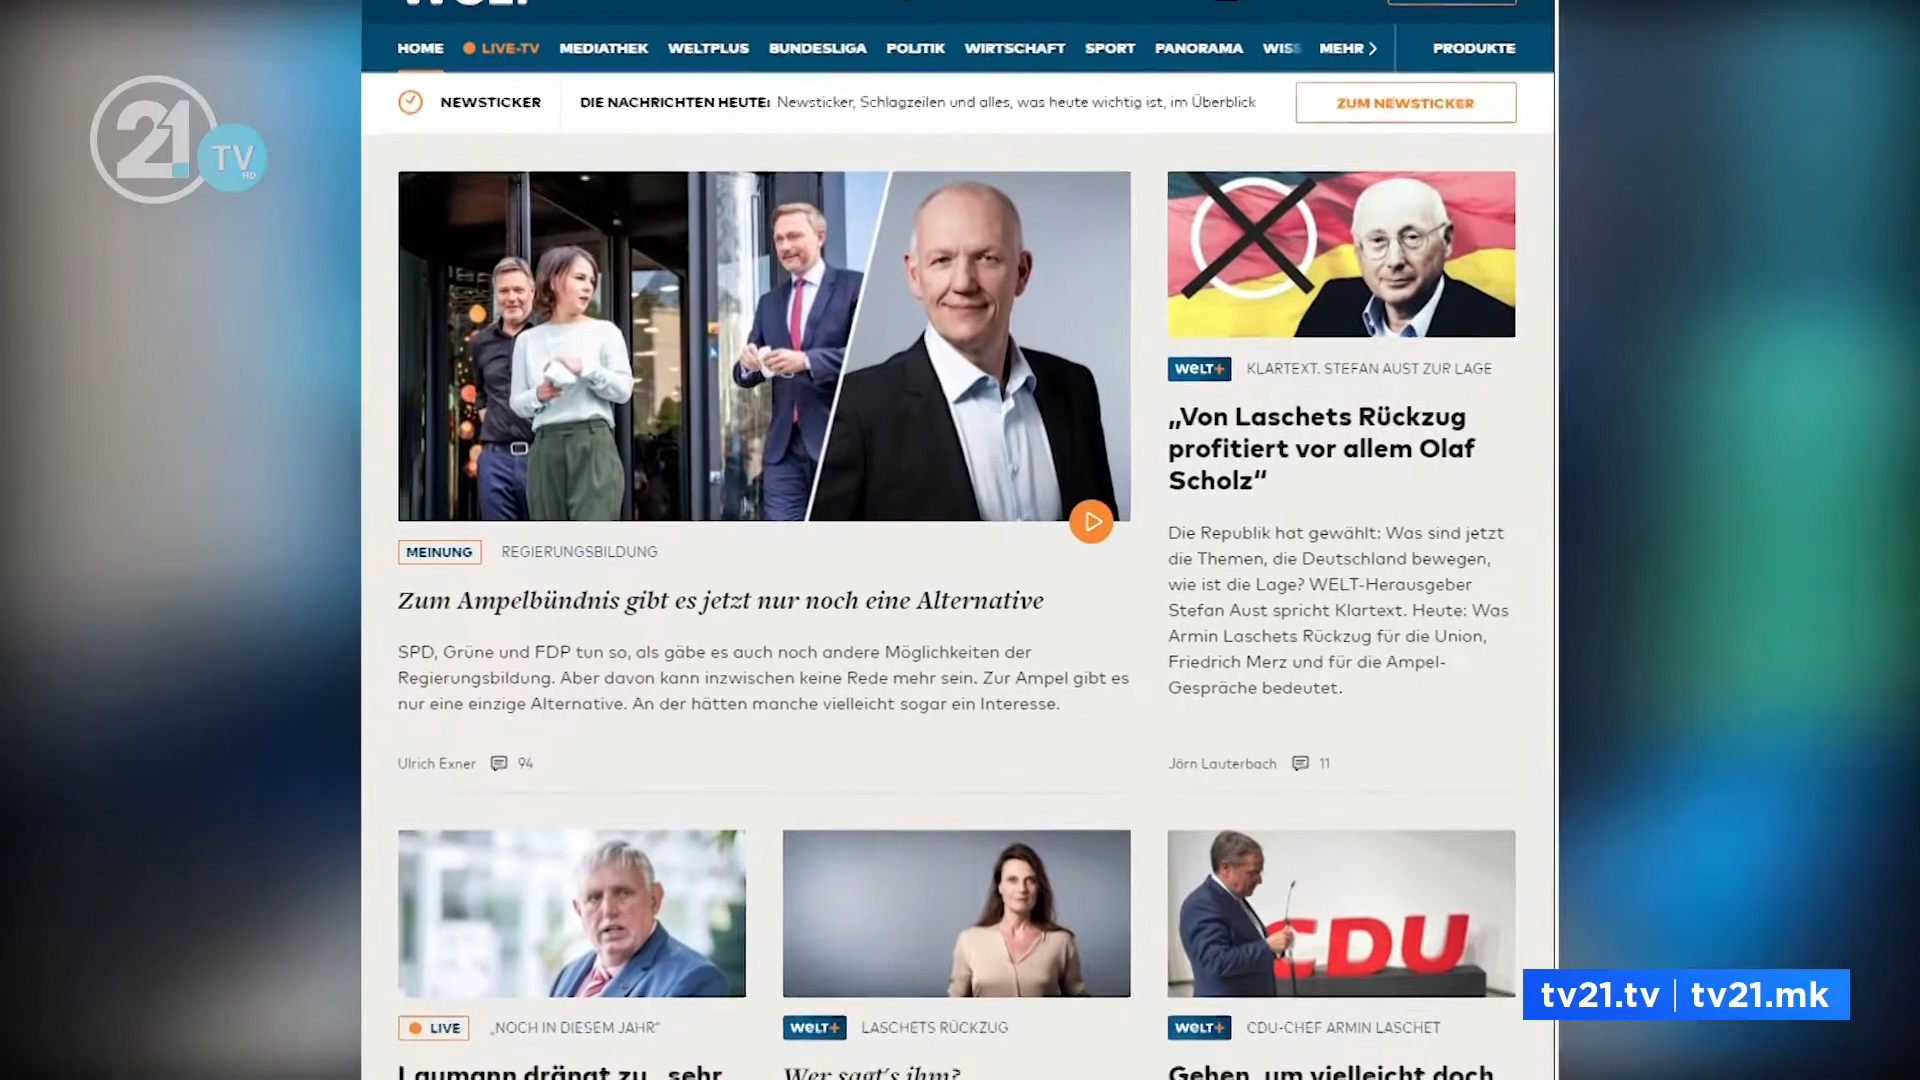 HOME
LIVE-TV
MEDIATHEK
WELTPLUS
BUNDESLIGA
POLITIK
WIRTSCHAFT
SPORT
PANORAMA
MEHR
PRODUKTE
21
TV
HD
NEWSTICKER
DIE NACHRICHTEN HEUTE: Newsticker, Schlagzeilen und alles, was heute wichtig ist, im Überblick
ZUM NEWSTICKER
MEINUNG
REGIERUNGSBILDUNG
Zum Ampelbündnis gibt es jetzt nur noch eine Alternative
SPD, Grüne und FDP tun so, als gäbe es auch noch andere Möglichkeiten der
Regierungsbildung. Aber davon kann inzwischen keine Rede mehr sein. Zur Ampel gibt es
nur eine einzige Alternative. An der hätten manche vielleicht sogar ein Interesse.
Ulrich Exner
94
WELT+
KLARTEXT. STEFAN AUST ZUR LAGE
„Von Laschets Rückzug
profitiert vor allem Olaf
Scholz“
Die Republik hat gewählt: Was sind jetzt
die Themen, die Deutschland bewegen,
wie ist die Lage? WELT-Herausgeber
Stefan Aust spricht Klartext. Heute: Was
Armin Laschets Rückzug für die Union,
Friedrich Merz und für die Ampel-
Gespräche bedeutet.
Jörn Lauterbach
11
LIVE
„NOCH IN DIESEM JAHR“
Laumann drängt zu „sehr
WELT+
LASCHETS RÜCKZUG
Wer sagt's ihm?
CDU
WELT+
CDU-CHEF ARMIN LASCHET
Gehen, um vielleicht doch
tv21.tv | tv21.mk